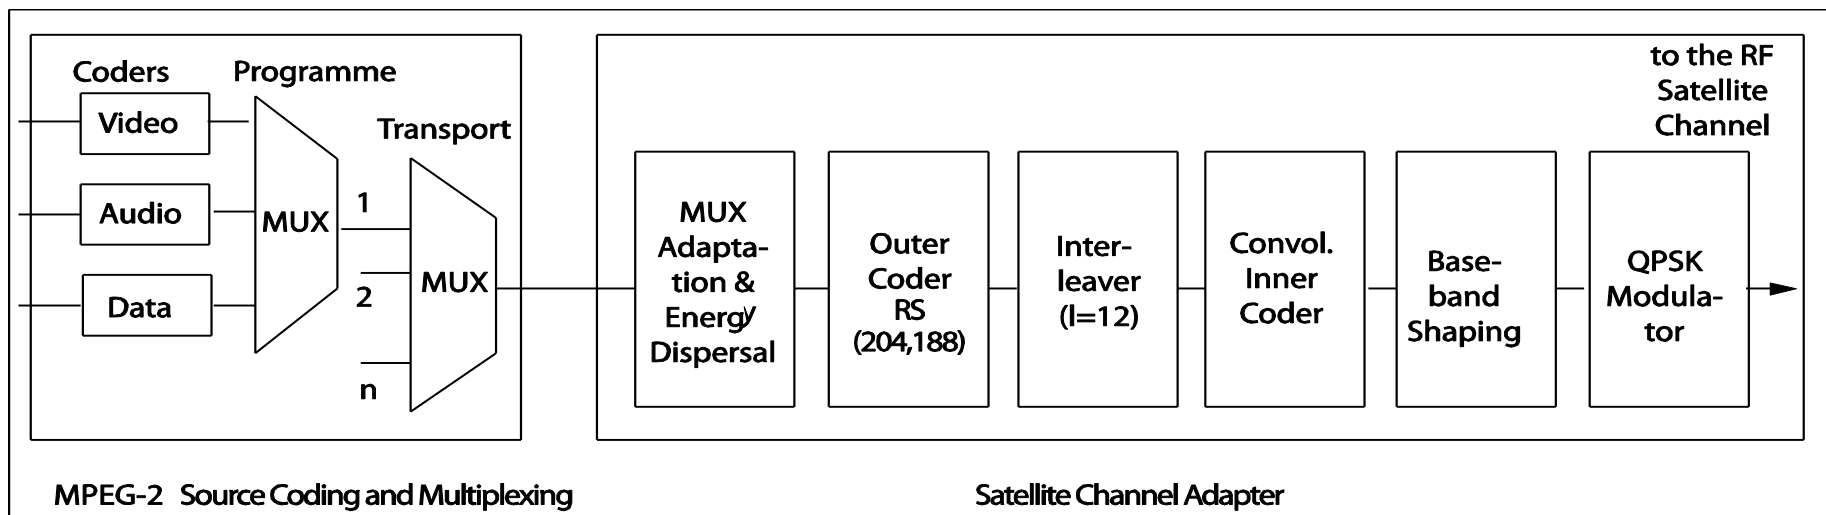 Coders
Programme
Video
Audio
Data
MUX
Transport
1
2
n
MUX
MUX
Adapta-
tion &
Energy
Dispersal
Outer
Coder
RS
(204,188)
Inter-
leaver
(I=12)
Convol.
Inner
Coder
Base-
band
Shaping
QPSK
Modula-
tor
to the RF
Satellite
Channel
MPEG-2 Source Coding and Multiplexing
Satellite Channel Adapter